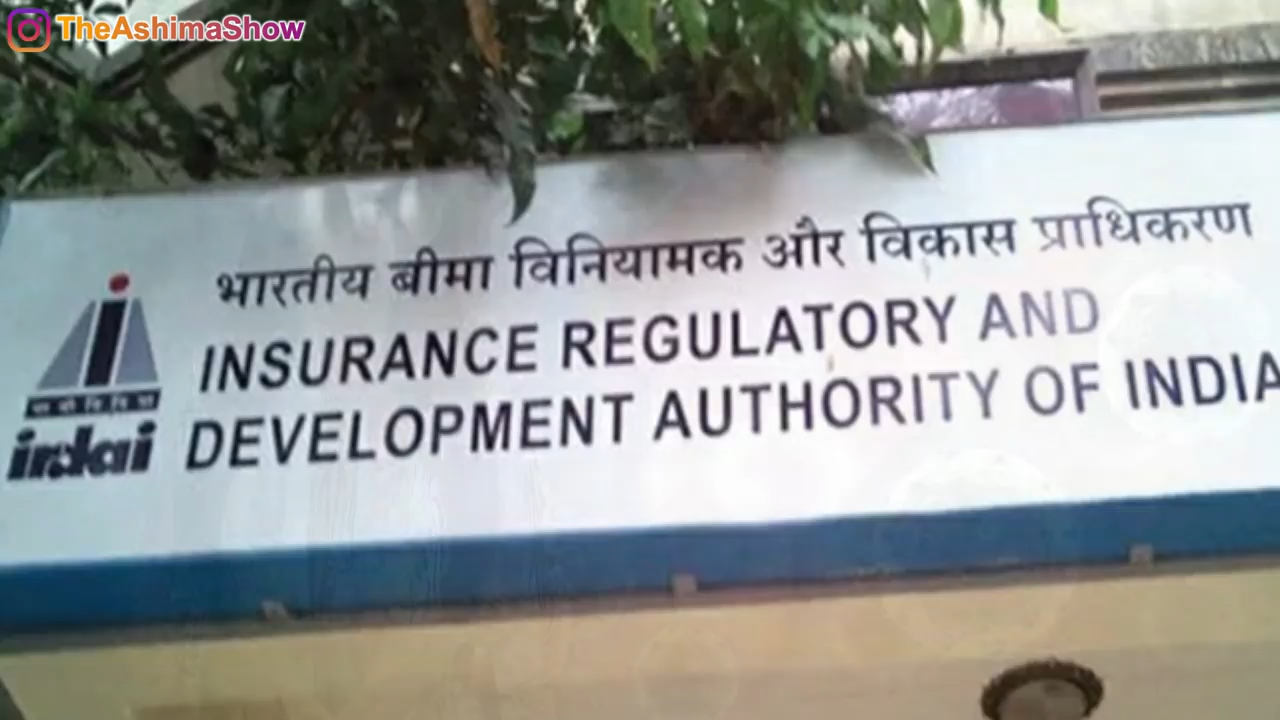 TheAshimaShow
भारतीय बीमा विनियामक और विकास प्राधिकरण
INSURANCE REGULATORY AND
DEVELOPMENT AUTHORITY OF INDIA
irdai